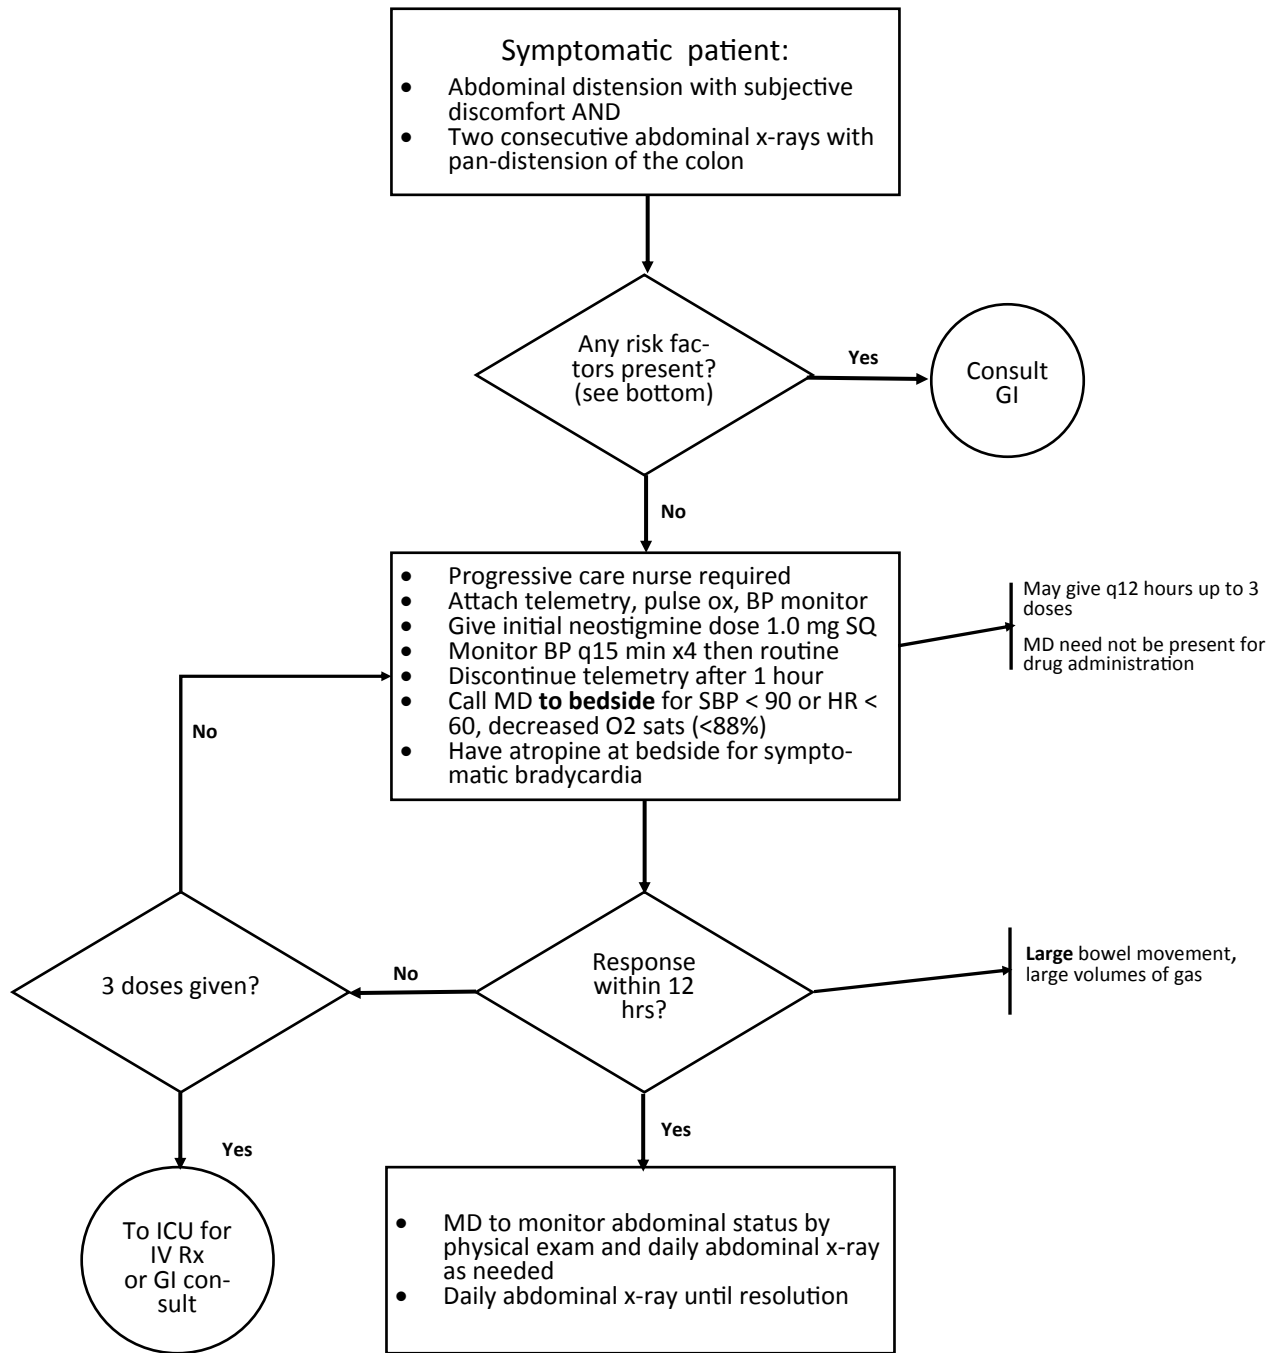 Symptomatic patient:
• Abdominal distension with subjective
discomfort AND
• Two consecutive abdominal x-rays with
pan-distension of the colon
Any risk fac-
tors present?
(see bottom)
Yes
Consult
GI
No
• Progressive care nurse required
• Attach telemetry, pulse ox, BP monitor
• Give initial neostigmine dose 1.0 mg SQ
• Monitor BP q15 min x4 then routine
• Discontinue telemetry after 1 hour
• Call MD to bedside for SBP < 90 or HR <
60, decreased O2 sats (<88%)
• Have atropine at bedside for sympto-
matic bradycardia
May give q12 hours up to 3
doses
MD need not be present for
drug administration
No
3 doses given?
No
Response
within 12
hrs?
Large bowel movement,
large volumes of gas
Yes
Yes
To ICU for
IV Rx
or GI con-
sult
• MD to monitor abdominal status by
physical exam and daily abdominal x-ray
as needed
• Daily abdominal x-ray until resolution